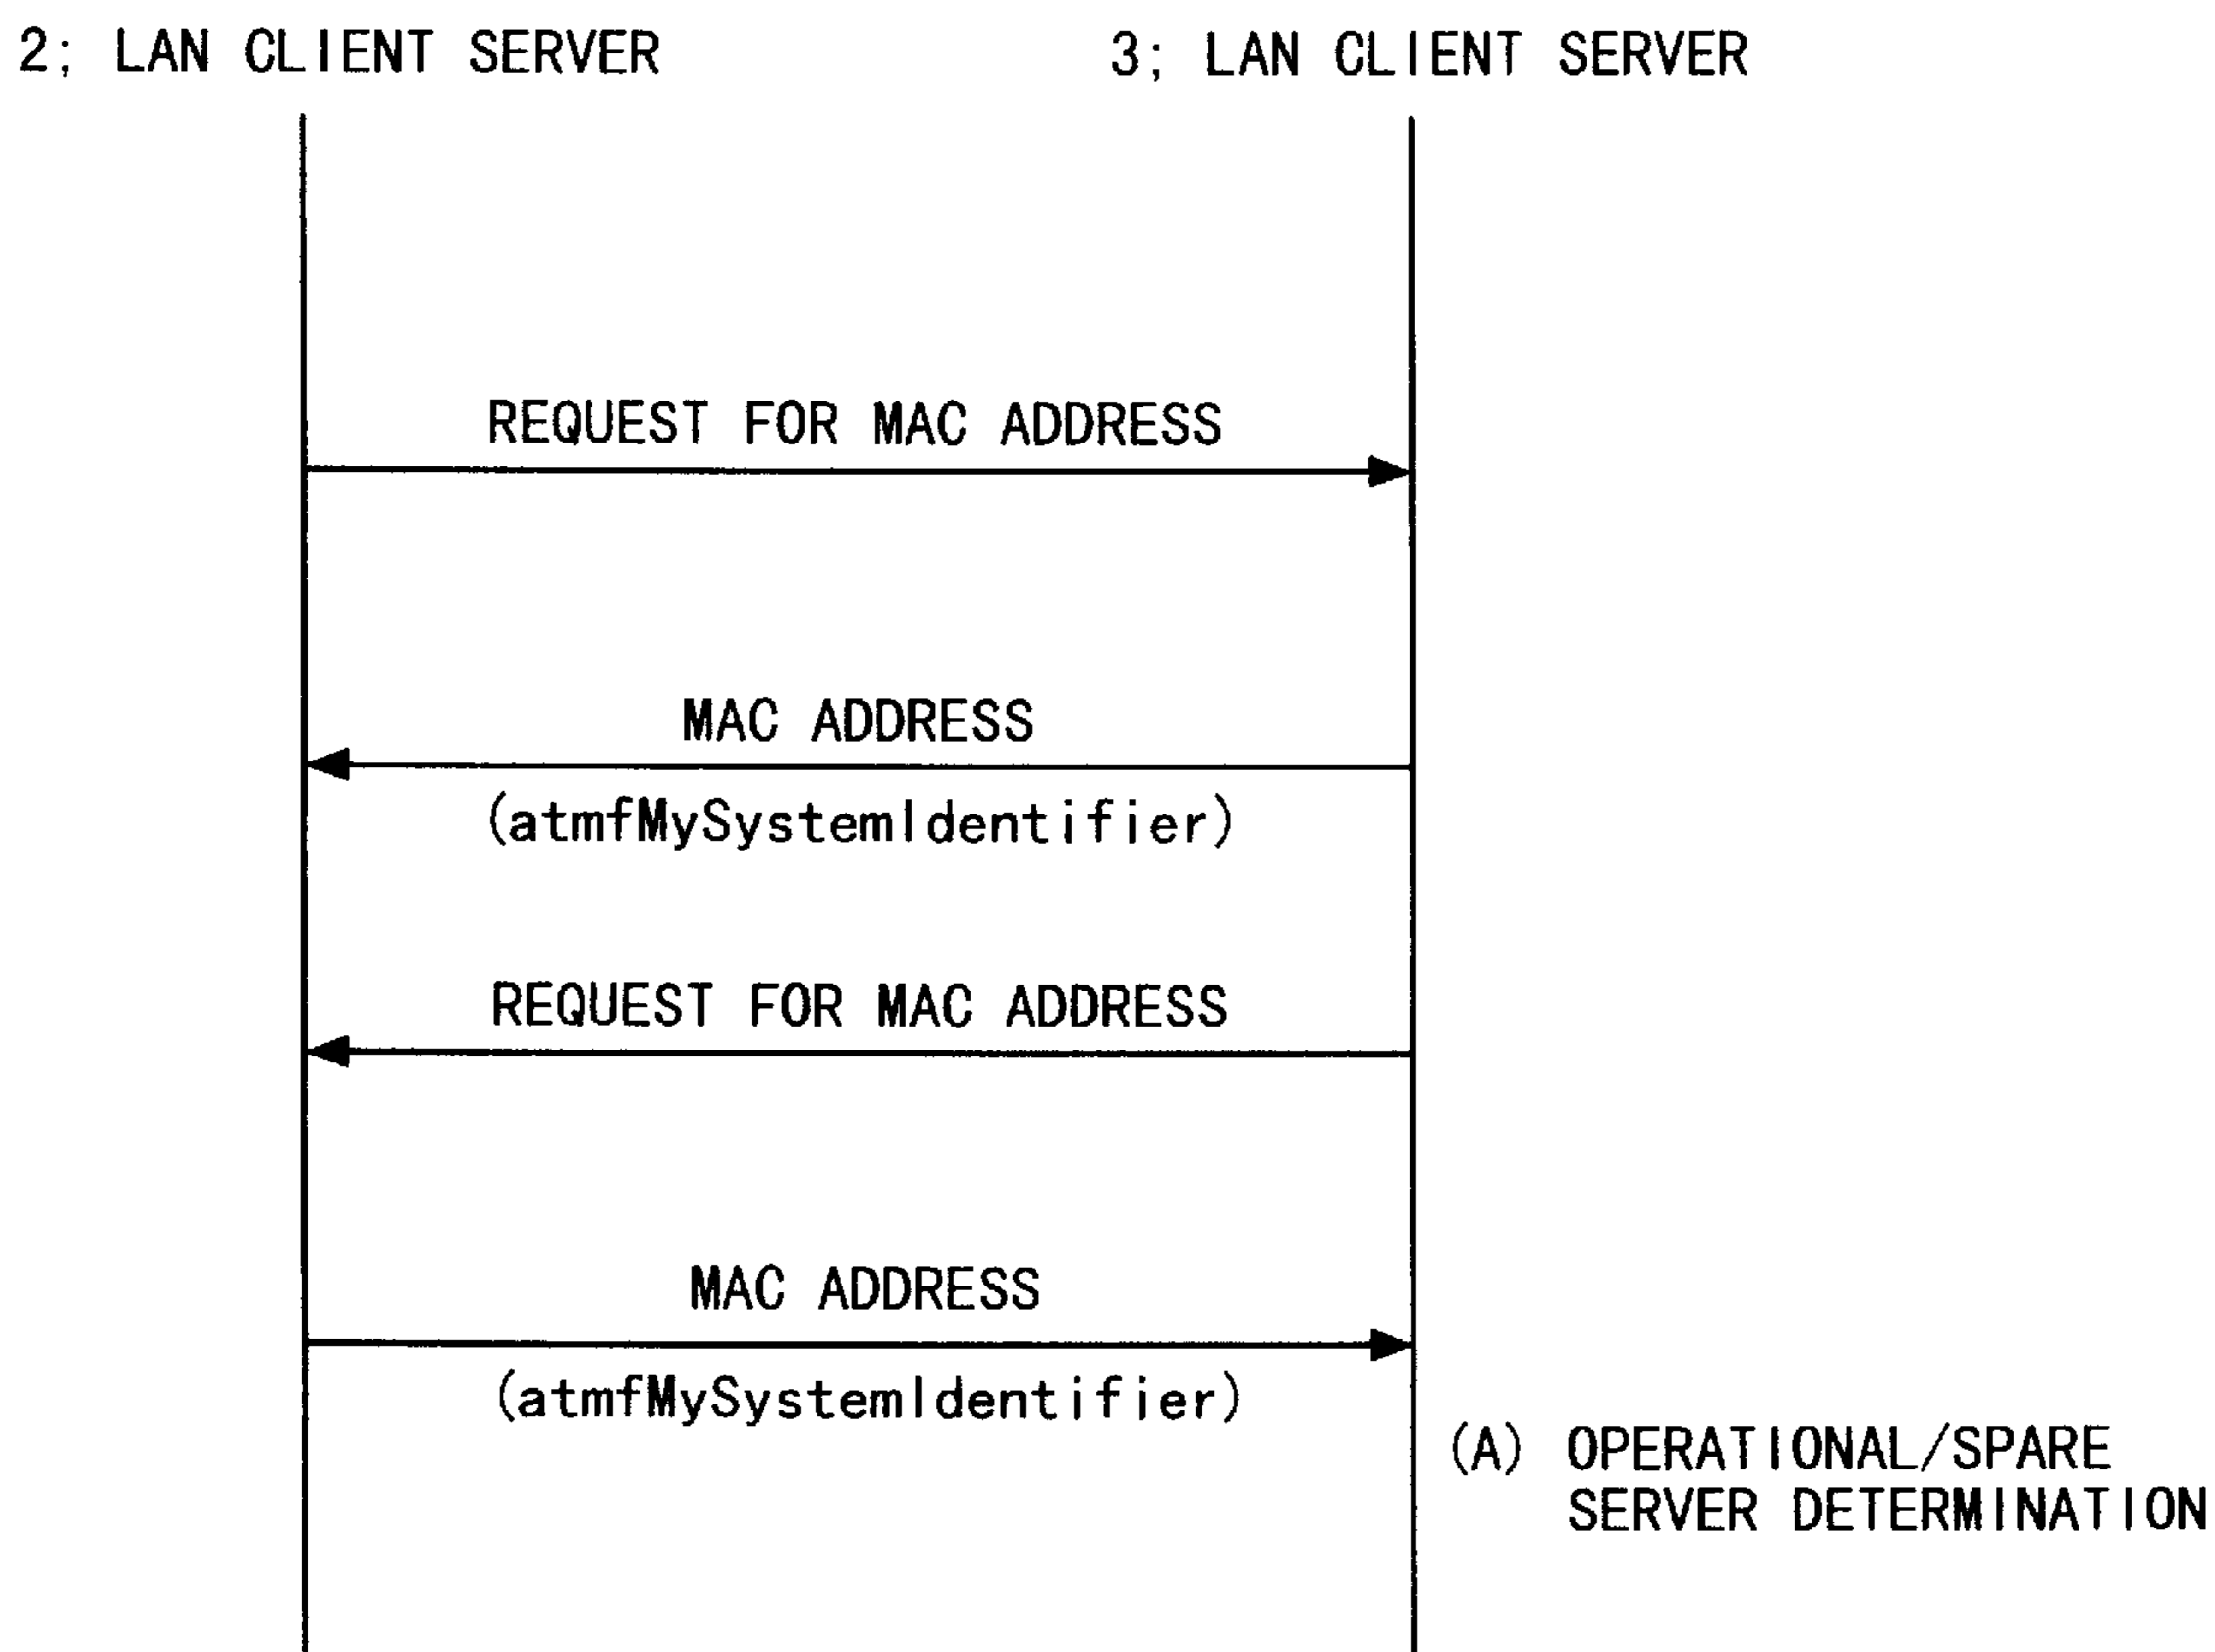 2; LAN CLIENT SERVER
3; LAN CLIENT SERVER
REQUEST FOR MAC ADDRESS
MAC ADDRESS
(atmfMySystemIdentifier)
REQUEST FOR MAC ADDRESS
MAC ADDRESS
(atmfMySystemIdentifier)
(A) OPERATIONAL/SPARE
SERVER DETERMINATION